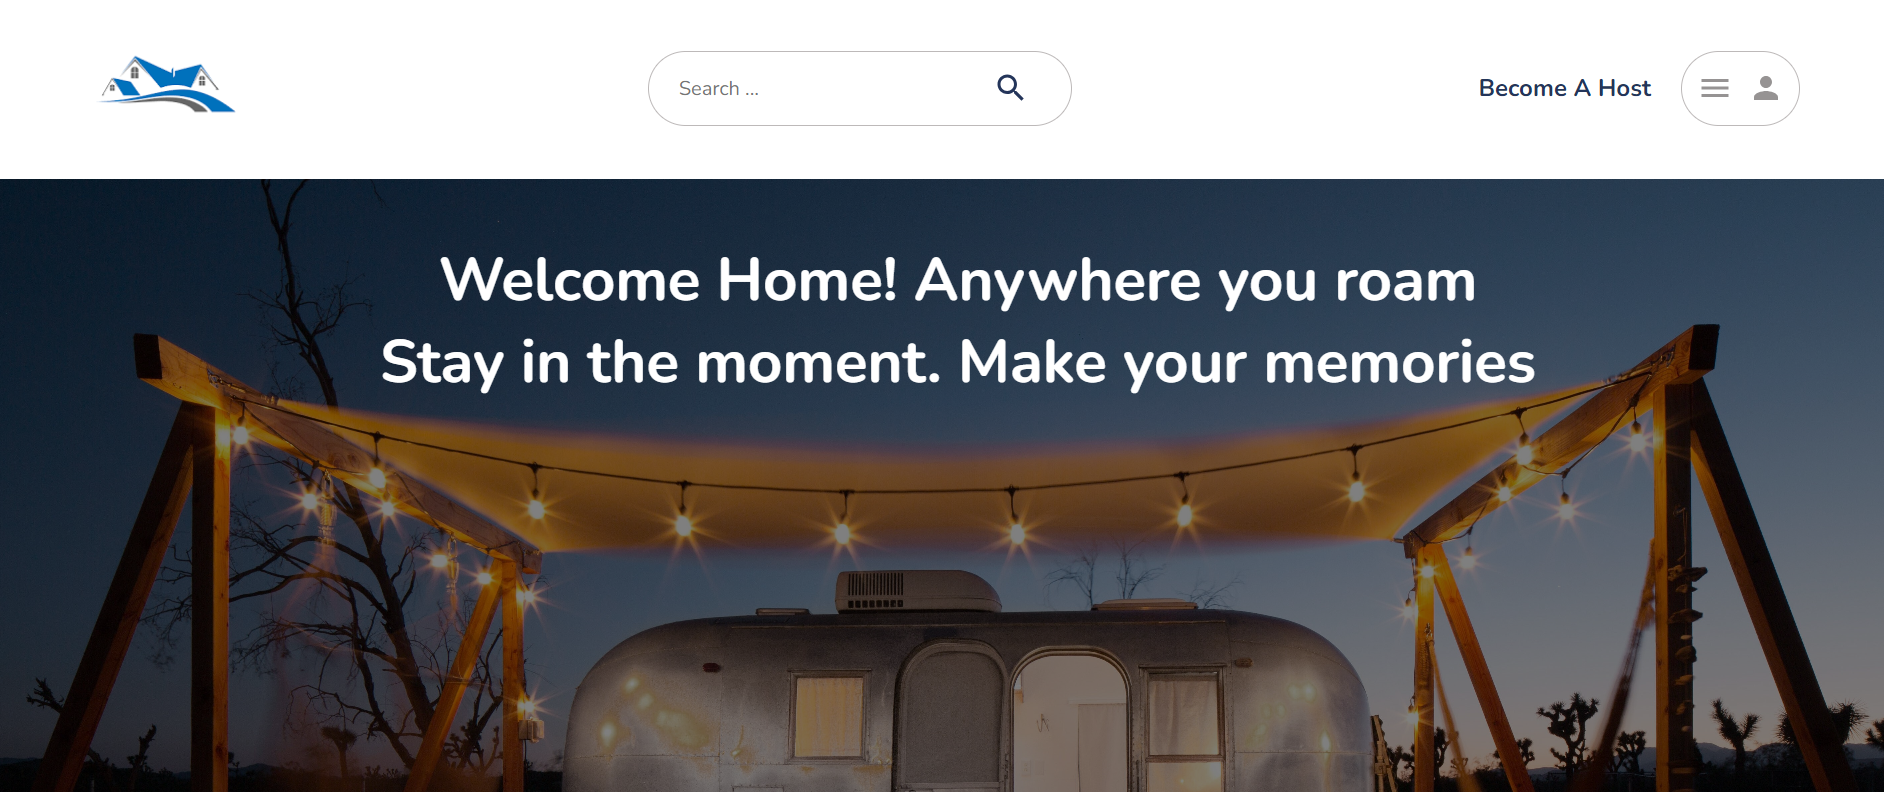 Search ...
Become A Host
Welcome Home! Anywhere you roam
Stay in the moment. Make your memories